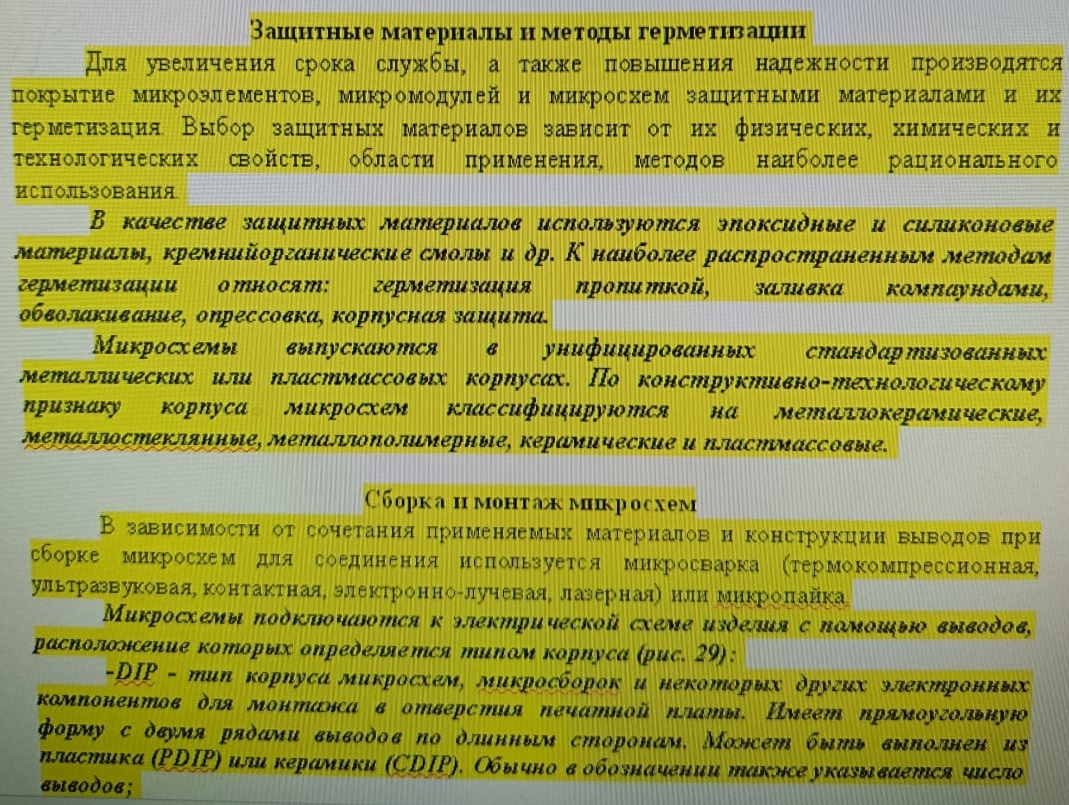 Защитные материалы и методы герметизации
Для увеличения срока службы, а также повышения надежности производятся
покрытие микроэлементов, микромодулей и микросхем защитными материалами и их
герметизация. Выбор защитных материалов зависит от их физических, химических и
технологических свойств, области применения, методов наиболее рационального
использования.
В качестве защитных материалов используются эпоксидные и силиконовые
материалы, кремнийорганические смолы и др. К наиболее распространенным методам
герметизации относят: герметизация пропиткой, заливка компаундами,
обволакивание, опрессовка, корпусная защита.
Микросхемы выпускаются в унифицированных стандартизованных
металлических или пластмассовых корпусах. По конструктивно-технологическому
признаку корпуса микросхем классифицируются на металлокерамические,
металлостеклянные, металлополимерные, керамические и пластмассовые.
Сборка и монтаж микросхем
В зависимости от сочетания применяемых материалов и конструкции выводов при
сборке микросхем для соединения используется микросварка (термокомпрессионная,
ультразвуковая, контактная, электронно-лучевая, лазерная) или микропайка.
Микросхемы подключаются к электрической схеме изделия с помощью выводов,
расположение которых определяется типом корпуса (рис. 29):
-DIP - тип корпуса микросхем, микросборок и некоторых других электронных
компонентов для монтажа в отверстия печатной платы. Имеет прямоугольную
форму с двумя рядами выводов по длинным сторонам. Может быть выполнен из
пластика (PDIP) или керамики (CDIP). Обычно в обозначении также указывается число
выводов;